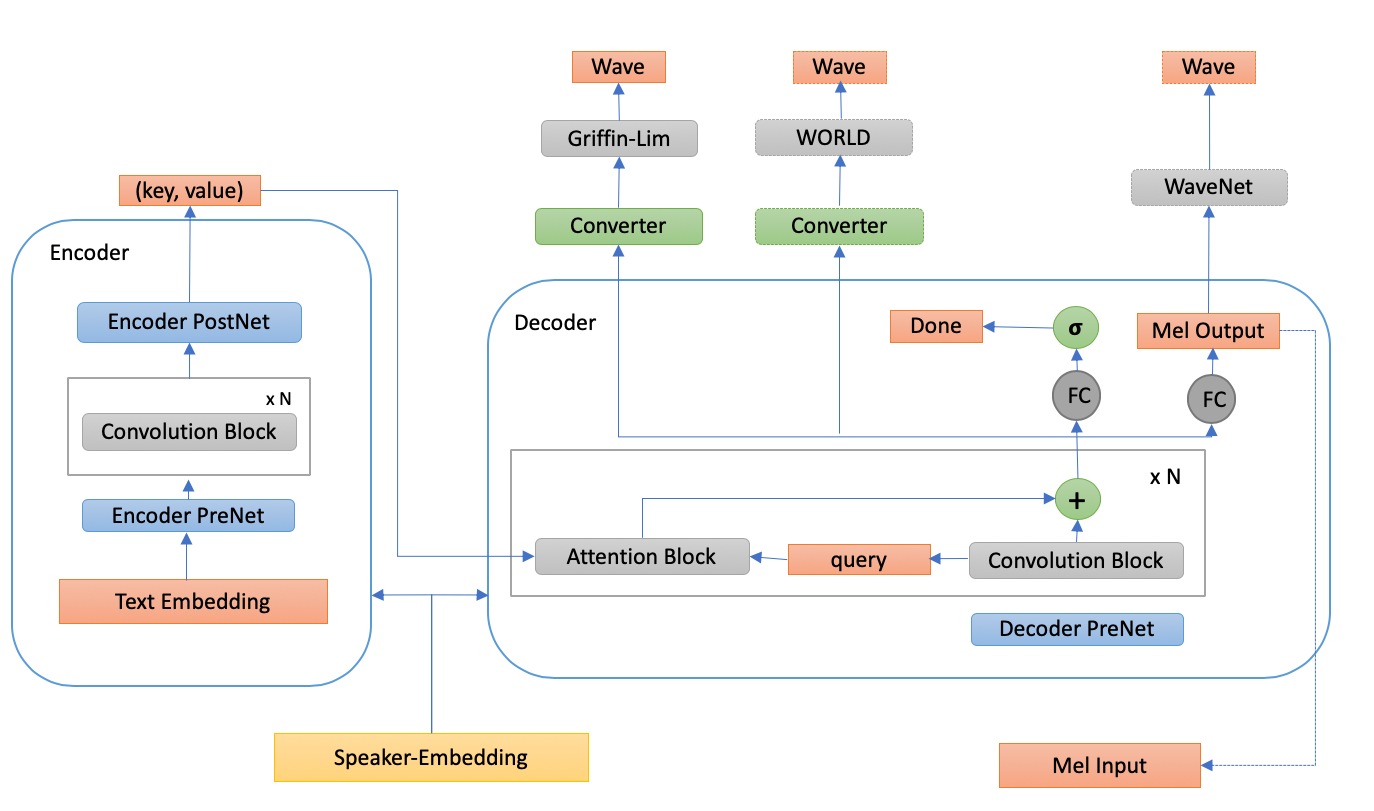 Wave
Wave
Wave
Griffin-Lim
WORLD
WaveNet
(key, value)
Converter
Converter
Encoder
Encoder PostNet
x N
Convolution Block
Encoder PreNet
Text Embedding
Decoder
Done
σ
Mel Output
FC
FC
x N
+
Attention Block
query
Convolution Block
Decoder PreNet
Speaker-Embedding
Mel Input